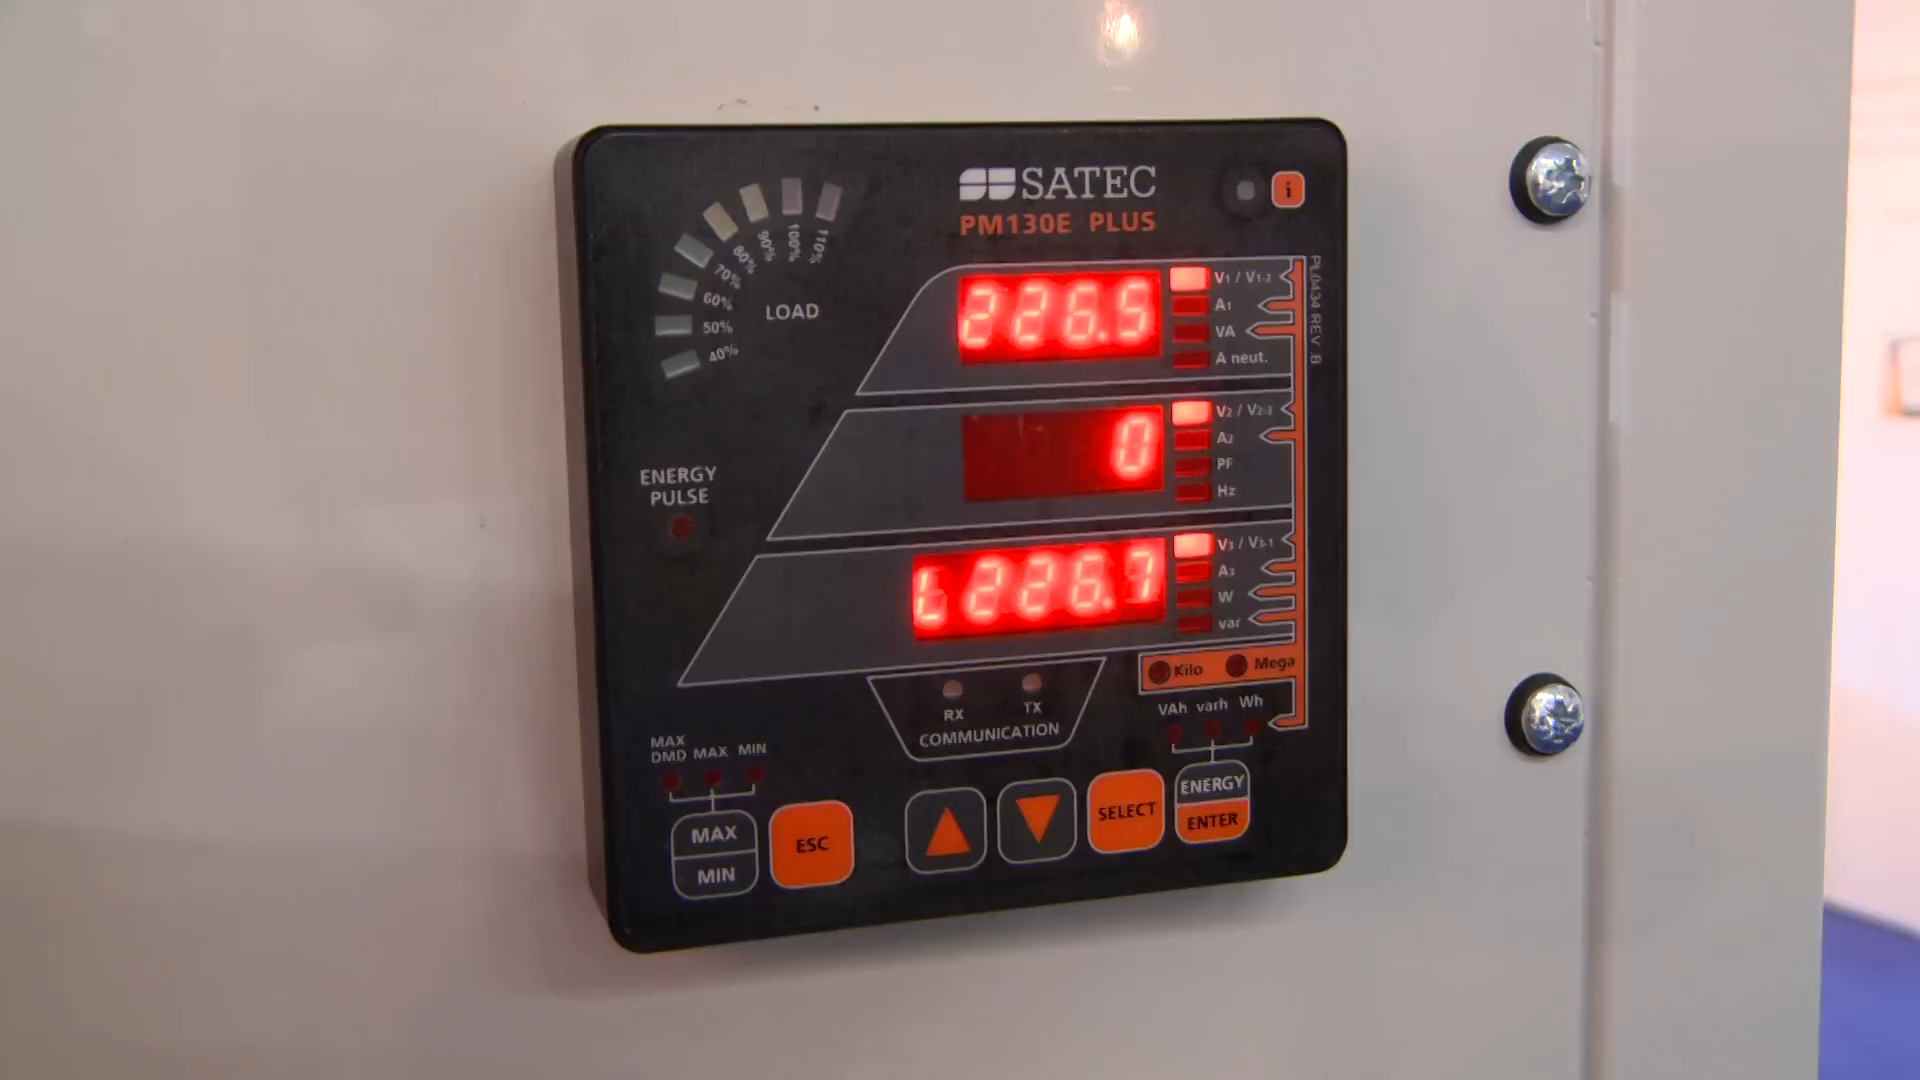 SATEC
PM130E PLUS
i
110%
100%
90%
80%
70%
60%
50%
40%
LOAD
226.5
V1 / V1-2
A1
VA
A neut.
PL0434 REV .B
0
V2 / V2-3
A2
PF
Hz
ENERGY
PULSE
L 226.7
V3 / V3-1
A3
W
var
Kilo Mega
RX TX
COMMUNICATION
VAh varh Wh
MAX
DMD MAX MIN
MAX
MIN
ESC
SELECT
ENERGY
ENTER